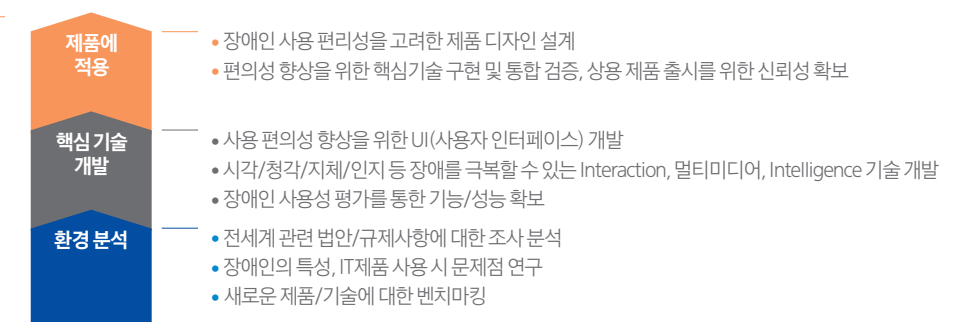 제품에
적용
• 장애인 사용 편리성을 고려한 제품 디자인 설계
• 편의성 향상을 위한 핵심기술 구현 및 통합 검증, 상용 제품 출시를 위한 신뢰성 확보
핵심 기술
개발
• 사용 편의성 향상을 위한 UI(사용자 인터페이스) 개발
• 시각/청각/지체/인지 등 장애를 극복할 수 있는 Interaction, 멀티미디어, Intelligence 기술 개발
• 장애인 사용성 평가를 통한 기능/성능 확보
환경 분석
• 전세계 관련 법안/규제사항에 대한 조사 분석
• 장애인의 특성, IT제품 사용 시 문제점 연구
• 새로운 제품/기술에 대한 벤치마킹